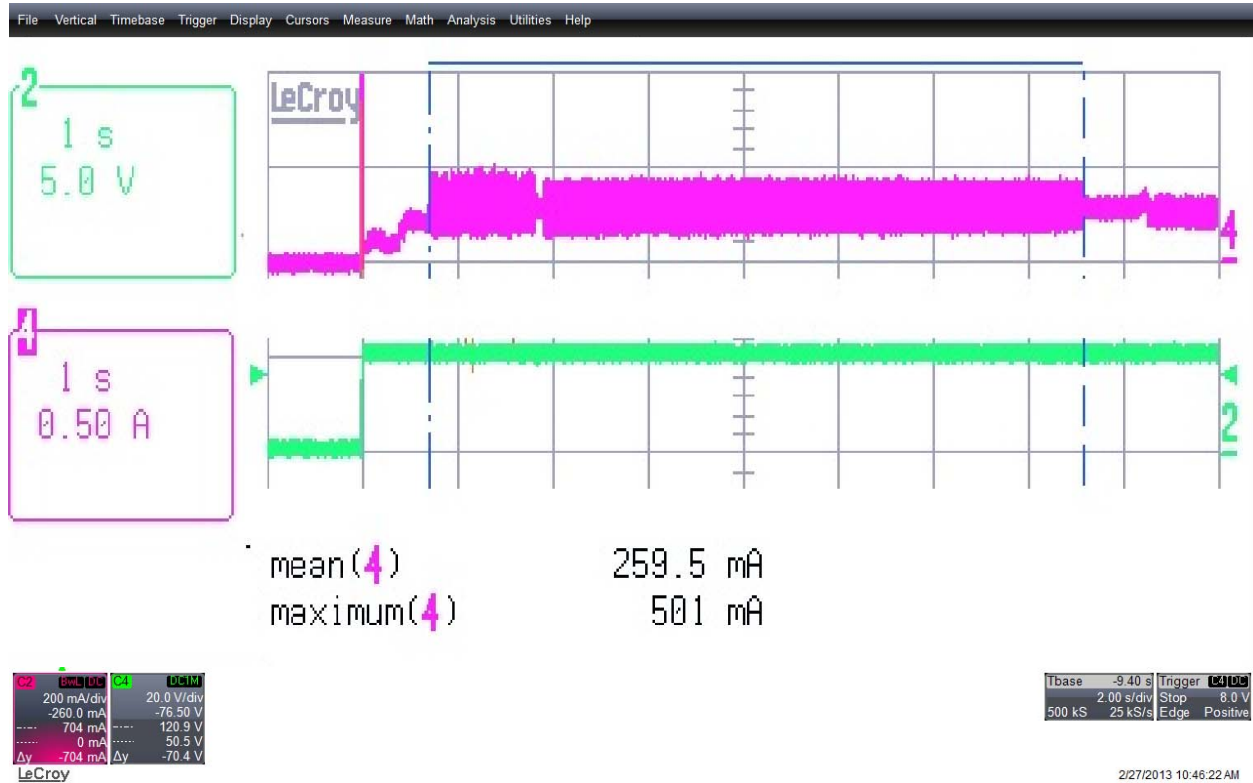 File Vertical Timebase Trigger Display Cursors Measure Math Analysis Utilities Help
2
1 s
5.0 V
LeCroy
4
4
1 s
0.50 A
2
mean(4) 259.5 mA
maximum(4) 501 mA
C2 BwL DC
200 mA/div
-260.0 mA
704 mA
0 mA
Δy -704 mA
C4 DC1M
20.0 V/div
-76.50 V
120.9 V
50.5 V
Δy -70.4 V
Tbase -9.40 s
2.00 s/div
500 kS 25 kS/s
Trigger C4 DC
Stop 8.0 V
Edge Positive
LeCroy
2/27/2013 10:46:22 AM